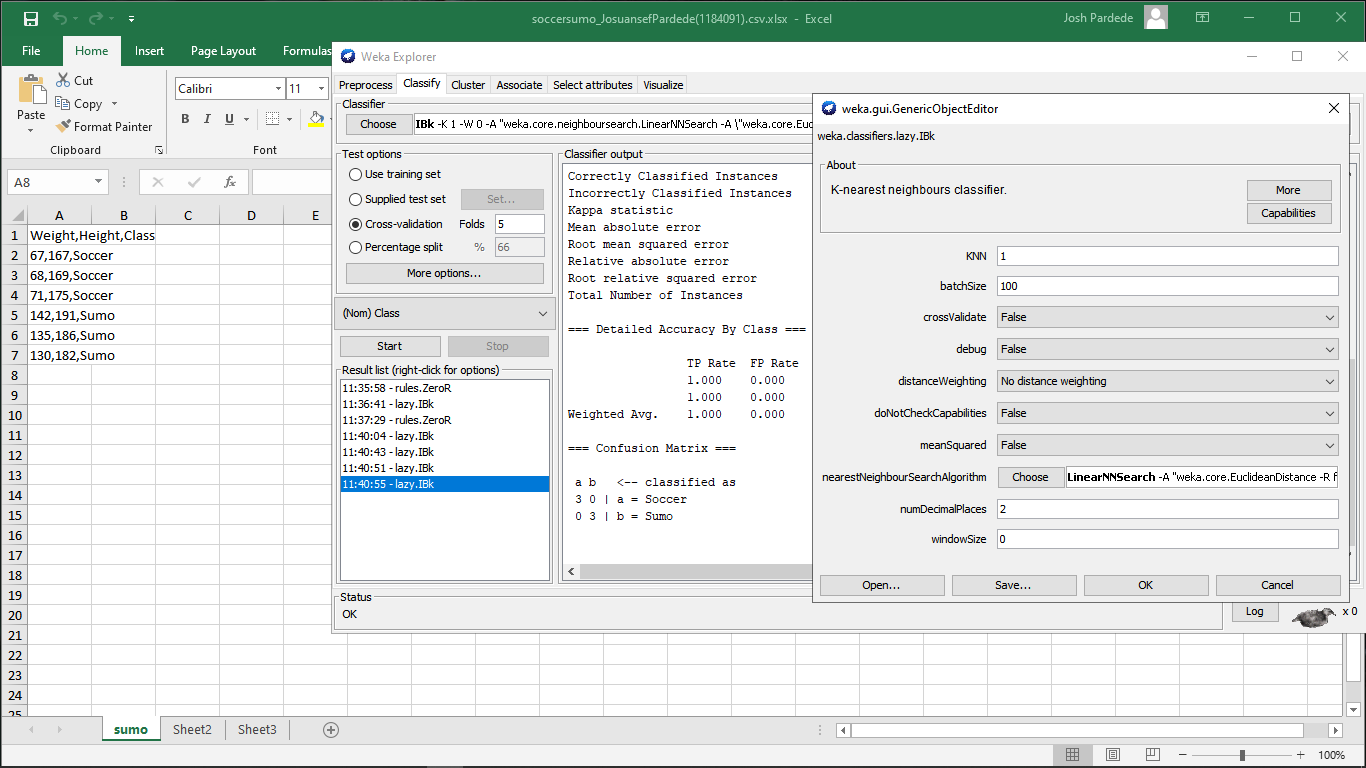 soccersumo_JosuansefPardede(1184091).csv.xlsx - Excel
Josh Pardede
File Home Insert Page Layout Formulas
Cut
Copy
Format Painter
Paste
Clipboard
Calibri 11
B I U
Font
A8
fx
A B C D E
1 Weight,Height,Class
2 67,167,Soccer
3 68,169,Soccer
4 71,175,Soccer
5 142,191,Sumo
6 135,186,Sumo
7 130,182,Sumo
8
9
10
11
12
13
14
15
16
17
18
19
20
21
22
23
24
25
sumo Sheet2 Sheet3
100%
Weka Explorer
Preprocess Classify Cluster Associate Select attributes Visualize
Classifier
Choose IBk -K 1 -W 0 -A "weka.core.neighboursearch.LinearNNSearch -A \"weka.core.Euc
Test options
Use training set
Supplied test set Set...
Cross-validation Folds 5
Percentage split % 66
More options...
(Nom) Class
Start Stop
Result list (right-click for options)
11:35:58 - rules.ZeroR
11:36:41 - lazy.IBk
11:37:29 - rules.ZeroR
11:40:04 - lazy.IBk
11:40:43 - lazy.IBk
11:40:51 - lazy.IBk
11:40:55 - lazy.IBk
Classifier output
Correctly Classified Instances
Incorrectly Classified Instances
Kappa statistic
Mean absolute error
Root mean squared error
Relative absolute error
Root relative squared error
Total Number of Instances
=== Detailed Accuracy By Class ===
TP Rate FP Rate
1.000 0.000
1.000 0.000
Weighted Avg. 1.000 0.000
=== Confusion Matrix ===
a b <-- classified as
3 0 | a = Soccer
0 3 | b = Sumo
Status
OK
Log
x 0
weka.gui.GenericObjectEditor
weka.classifiers.lazy.IBk
About
K-nearest neighbours classifier.
More
Capabilities
KNN 1
batchSize 100
crossValidate False
debug False
distanceWeighting No distance weighting
doNotCheckCapabilities False
meanSquared False
nearestNeighbourSearchAlgorithm Choose LinearNNSearch -A "weka.core.EuclideanDistance -R f
numDecimalPlaces 2
windowSize 0
Open... Save... OK Cancel